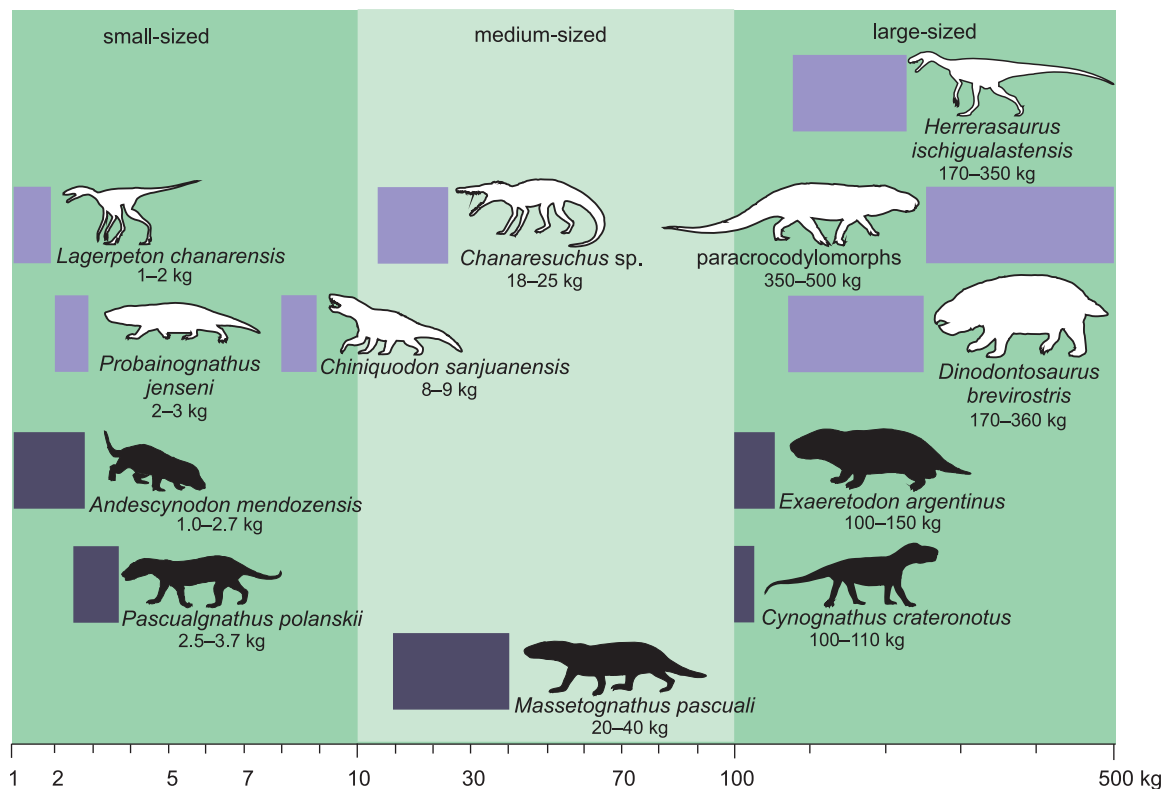 small-sized
medium-sized
large-sized
Herrerasaurus
ischigualastensis
170–350 kg
Lagerpeton chanarensis
1–2 kg
Chanaresuchus sp.
18–25 kg
paracrocodylomorphs
350–500 kg
Probainognathus
jenseni
2–3 kg
Chiniquodon sanjuanensis
8–9 kg
Dinodontosaurus
brevirostris
170–360 kg
Andescynodon mendozensis
1.0–2.7 kg
Exaeretodon argentinus
100–150 kg
Pascualgnathus polanskii
2.5–3.7 kg
Cynognathus crateronotus
100–110 kg
Massetognathus pascuali
20–40 kg
1 2 5 7 10 30 70 100 500 kg